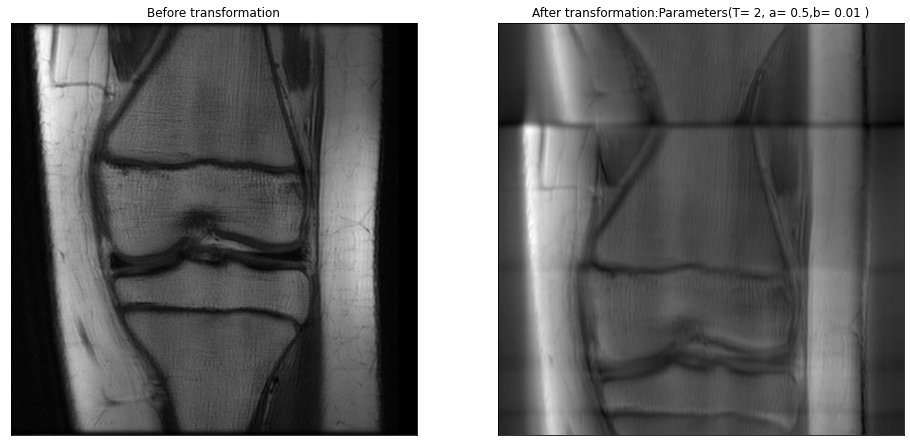 Before transformation
After transformation:Parameters(T= 2, a= 0.5,b= 0.01 )